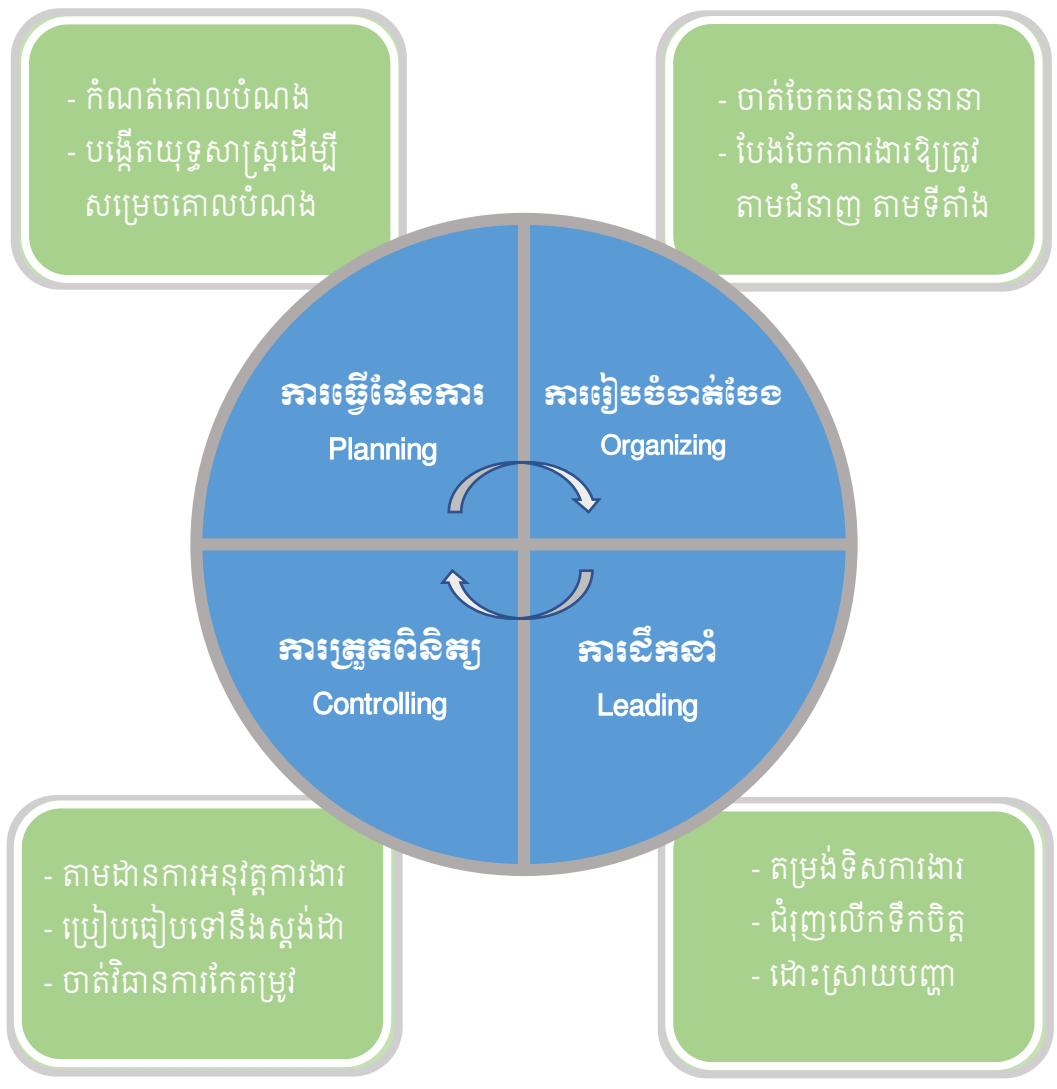 - កំណត់គោលបំណង
- បង្កើតយុទ្ធសាស្ត្រដើម្បី
សម្រេចគោលបំណង
- ចាត់ចែកធនធាននានា
- បែងចែកការងារឱ្យត្រូវ
តាមជំនាញ តាមទីតាំង
ការធ្វើផែនការ
Planning
ការរៀបចំចាត់ចែង
Organizing
ការត្រួតពិនិត្យ
Controlling
ការដឹកនាំ
Leading
- តាមដានការអនុវត្តការងារ
- ប្រៀបធៀបទៅនឹងស្តង់ដា
- ចាត់វិធានការកែតម្រូវ
- តម្រង់ទិសការងារ
- ជំរុញលើកទឹកចិត្ត
- ដោះស្រាយបញ្ហា